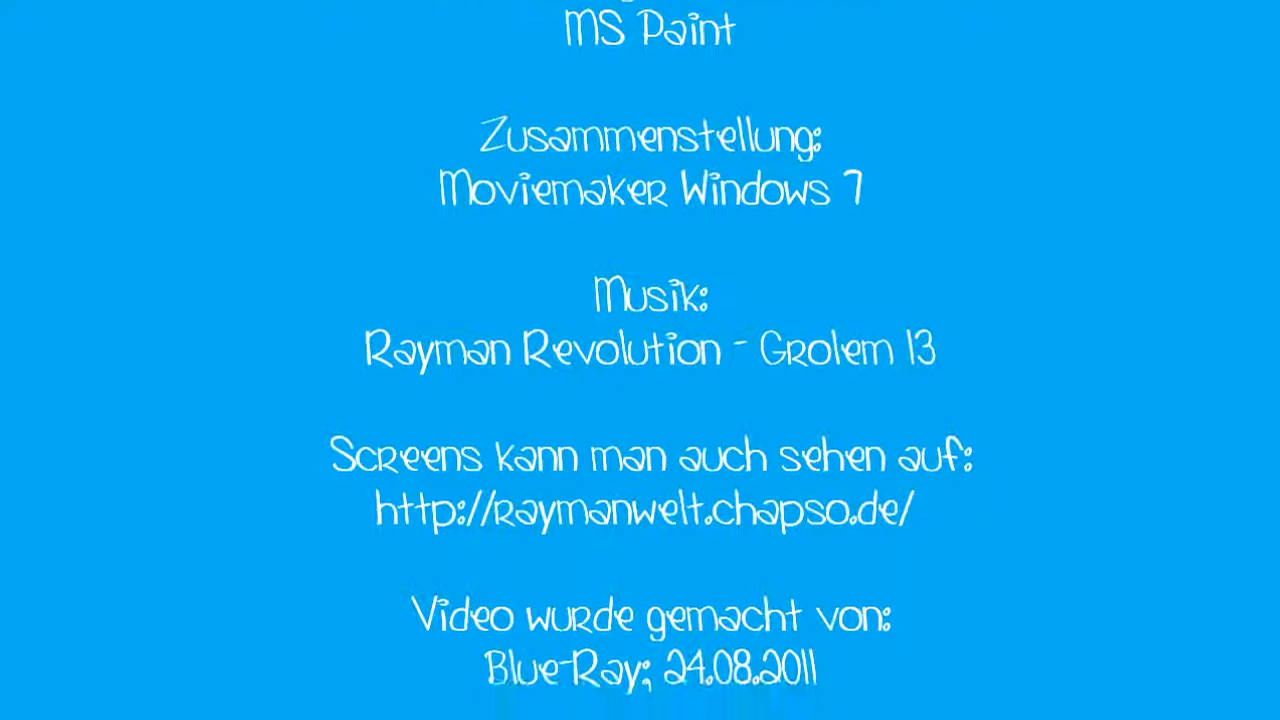 MS Paint
Zusammenstellung:
Moviemaker Windows 7
Musik:
Rayman Revolution - Grolem 13
Screens kann man auch sehen auf:
http://raymanwelt.chapso.de/
Video wurde gemacht von:
Blue-Ray; 24.08.2011